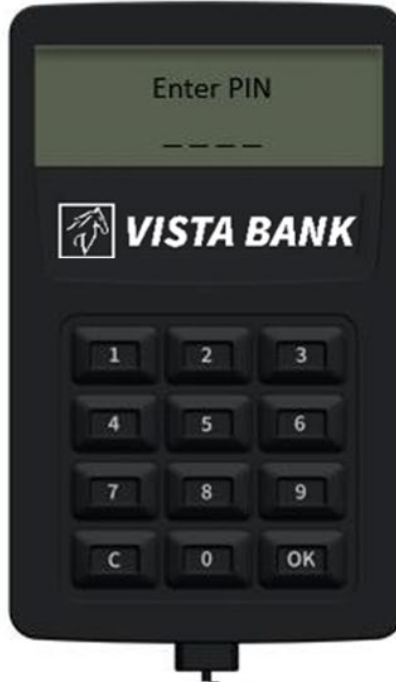 Enter PIN
_ _ _ _
VISTA BANK
1 2 3
4 5 6
7 8 9
C 0 OK